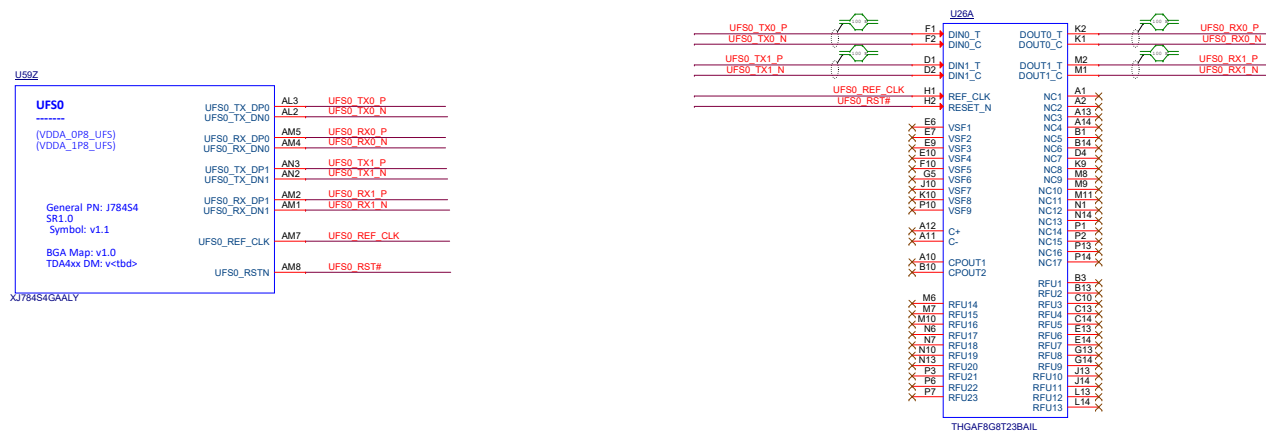 U59Z
UFS0
-------
(VDDA_0P8_UFS)
(VDDA_1P8_UFS)
General PN: J784S4
SR1.0
Symbol: v1.1
BGA Map: v1.0
TDA4xx DM: v<tbd>
UFS0_TX_DP0 AL3 UFS0_TX0_P
UFS0_TX_DN0 AL2 UFS0_TX0_N
UFS0_RX_DP0 AM5 UFS0_RX0_P
UFS0_RX_DN0 AM4 UFS0_RX0_N
UFS0_TX_DP1 AN3 UFS0_TX1_P
UFS0_TX_DN1 AN2 UFS0_TX1_N
UFS0_RX_DP1 AM2 UFS0_RX1_P
UFS0_RX_DN1 AM1 UFS0_RX1_N
UFS0_REF_CLK AM7 UFS0_REF_CLK
UFS0_RSTN AM8 UFS0_RST#
XJ784S4GAALY
U26A
UFS0_TX0_P F1 DIN0_T
UFS0_TX0_N F2 DIN0_C
UFS0_TX1_P D1 DIN1_T
UFS0_TX1_N D2 DIN1_C
UFS0_REF_CLK H1 REF_CLK
UFS0_RST# H2 RESET_N
E6 VSF1
E7 VSF2
E9 VSF3
E10 VSF4
F10 VSF5
G5 VSF6
J10 VSF7
K10 VSF8
P10 VSF9
A12 C+
A11 C-
A10 CPOUT1
B10 CPOUT2
M6 RFU14
M7 RFU15
M10 RFU16
N6 RFU17
N7 RFU18
N10 RFU19
N13 RFU20
P3 RFU21
P6 RFU22
P7 RFU23
DOUT0_T K2 UFS0_RX0_P
DOUT0_C K1 UFS0_RX0_N
DOUT1_T M2 UFS0_RX1_P
DOUT1_C M1 UFS0_RX1_N
NC1 A1
NC2 A2
NC3 A13
NC4 A14
NC5 B1
NC6 B14
NC7 D4
NC8 K9
NC9 M8
NC10 M9
NC11 M11
NC12 N1
NC13 N14
NC14 P1
NC15 P2
NC16 P13
NC17 P14
RFU1 B3
RFU2 B13
RFU3 C10
RFU4 C13
RFU5 C14
RFU6 E13
RFU7 E14
RFU8 G13
RFU9 G14
RFU10 J13
RFU11 J14
RFU12 L13
RFU13 L14
THGAF8G8T23BAIL